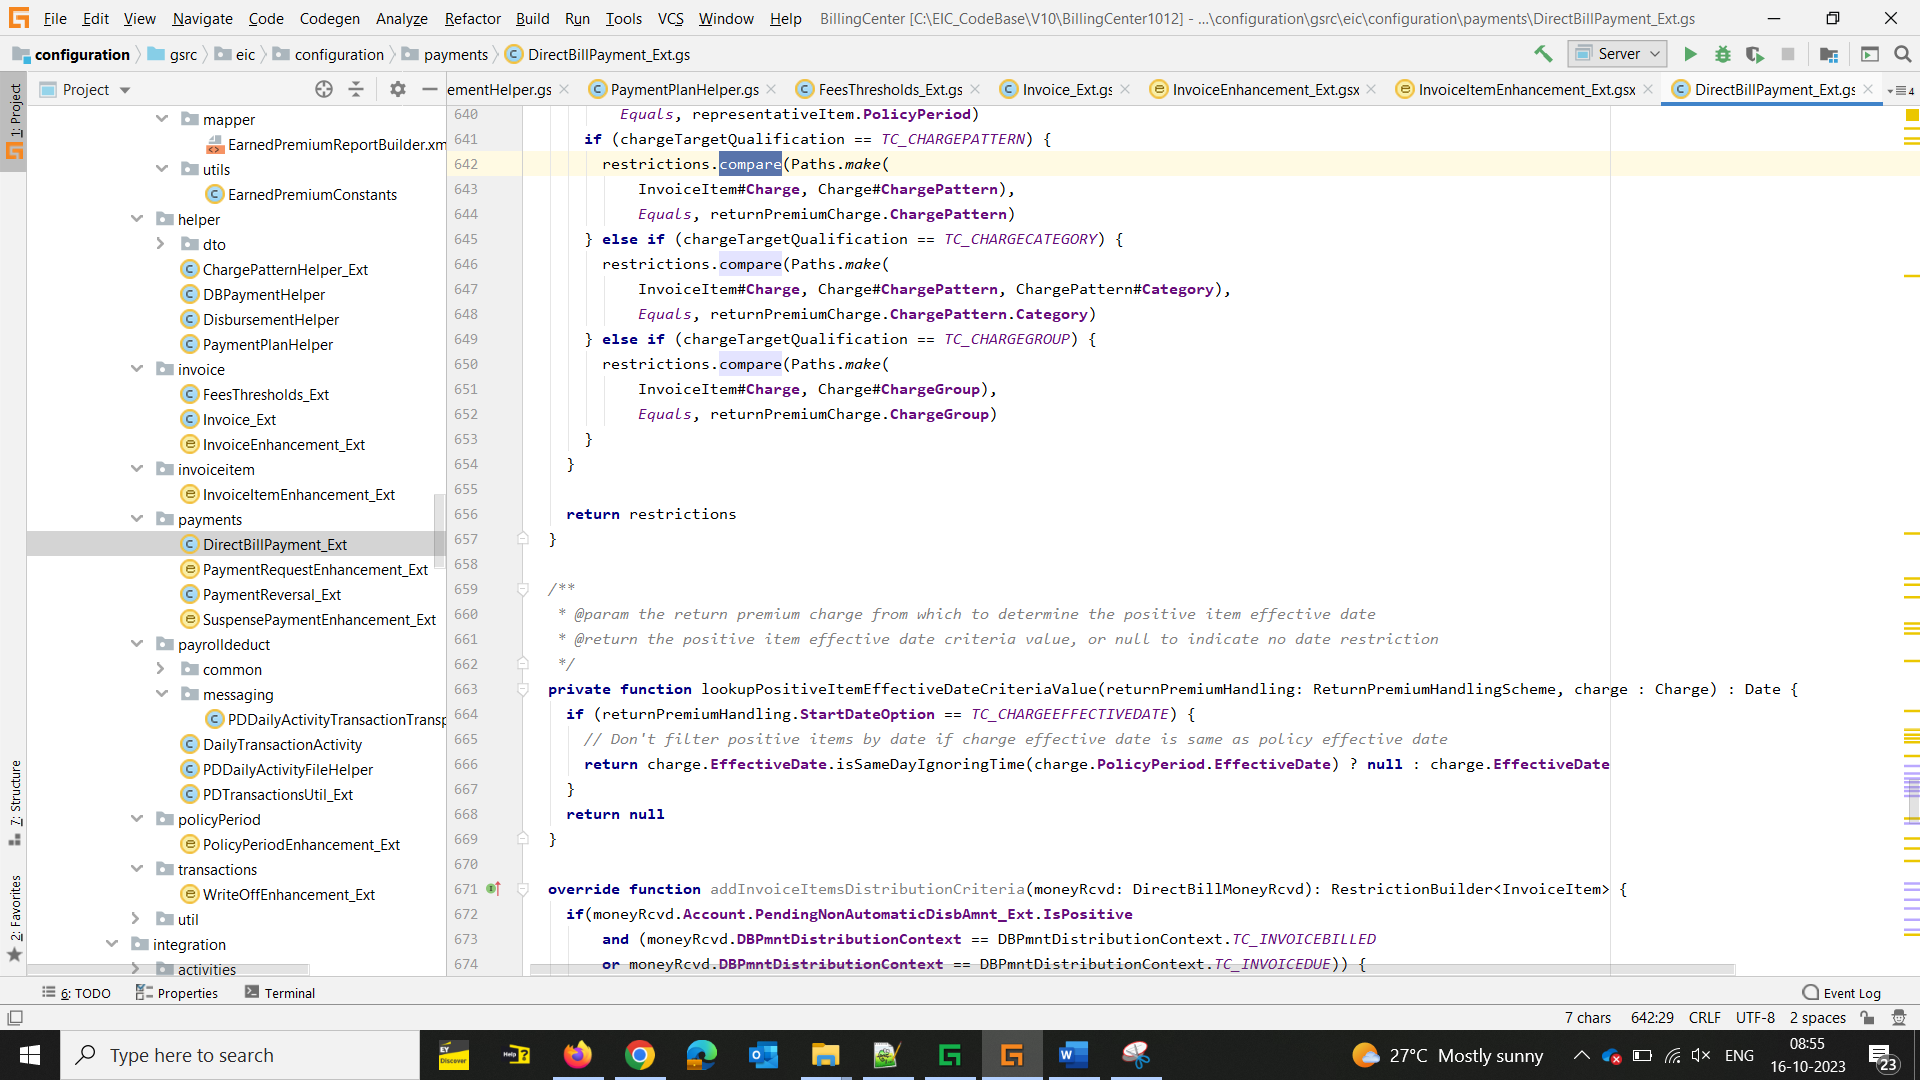 File Edit View Navigate Code Codegen Analyze Refactor Build Run Tools VCS Window Help BillingCenter [C:\EIC_CodeBase\V10\BillingCenter1012] - ...\configuration\gsrc\eic\configuration\payments\DirectBillPayment_Ext.gs
configuration gsrc eic configuration payments DirectBillPayment_Ext.gs Server
Project ementHelper.gs PaymentPlanHelper.gs FeesThresholds_Ext.gs Invoice_Ext.gs InvoiceEnhancement_Ext.gsx InvoiceItemEnhancement_Ext.gsx DirectBillPayment_Ext.gs 4
1: Project
7: Structure
2: Favorites
mapper
EarnedPremiumReportBuilder.xm
utils
EarnedPremiumConstants
helper
dto
ChargePatternHelper_Ext
DBPaymentHelper
DisbursementHelper
PaymentPlanHelper
invoice
FeesThresholds_Ext
Invoice_Ext
InvoiceEnhancement_Ext
invoiceitem
InvoiceItemEnhancement_Ext
payments
DirectBillPayment_Ext
PaymentRequestEnhancement_Ext
PaymentReversal_Ext
SuspensePaymentEnhancement_Ext
payrolldeduct
common
messaging
PDDailyActivityTransactionTransp
DailyTransactionActivity
PDDailyActivityFileHelper
PDTransactionsUtil_Ext
policyPeriod
PolicyPeriodEnhancement_Ext
transactions
WriteOffEnhancement_Ext
util
integration
activities
640 Equals, representativeItem.PolicyPeriod)
641 if (chargeTargetQualification == TC_CHARGEPATTERN) {
642 restrictions.compare(Paths.make(
643 InvoiceItem#Charge, Charge#ChargePattern),
644 Equals, returnPremiumCharge.ChargePattern)
645 } else if (chargeTargetQualification == TC_CHARGECATEGORY) {
646 restrictions.compare(Paths.make(
647 InvoiceItem#Charge, Charge#ChargePattern, ChargePattern#Category),
648 Equals, returnPremiumCharge.ChargePattern.Category)
649 } else if (chargeTargetQualification == TC_CHARGEGROUP) {
650 restrictions.compare(Paths.make(
651 InvoiceItem#Charge, Charge#ChargeGroup),
652 Equals, returnPremiumCharge.ChargeGroup)
653 }
654 }
655
656 return restrictions
657 }
658
659 /**
660 * @param the return premium charge from which to determine the positive item effective date
661 * @return the positive item effective date criteria value, or null to indicate no date restriction
662 */
663 private function lookupPositiveItemEffectiveDateCriteriaValue(returnPremiumHandling: ReturnPremiumHandlingScheme, charge : Charge) : Date {
664 if (returnPremiumHandling.StartDateOption == TC_CHARGEEFFECTIVEDATE) {
665 // Don't filter positive items by date if charge effective date is same as policy effective date
666 return charge.EffectiveDate.isSameDayIgnoringTime(charge.PolicyPeriod.EffectiveDate) ? null : charge.EffectiveDate
667 }
668 return null
669 }
670
671 override function addInvoiceItemsDistributionCriteria(moneyRcvd: DirectBillMoneyRcvd): RestrictionBuilder<InvoiceItem> {
672 if(moneyRcvd.Account.PendingNonAutomaticDisbAmnt_Ext.IsPositive
673 and (moneyRcvd.DBPmntDistributionContext == DBPmntDistributionContext.TC_INVOICEBILLED
674 or moneyRcvd.DBPmntDistributionContext == DBPmntDistributionContext.TC_INVOICEDUE)) {
6: TODO Properties Terminal Event Log
7 chars 642:29 CRLF UTF-8 2 spaces
Type here to search EY Discover Help? 27°C Mostly sunny ENG 08:55
16-10-2023 23